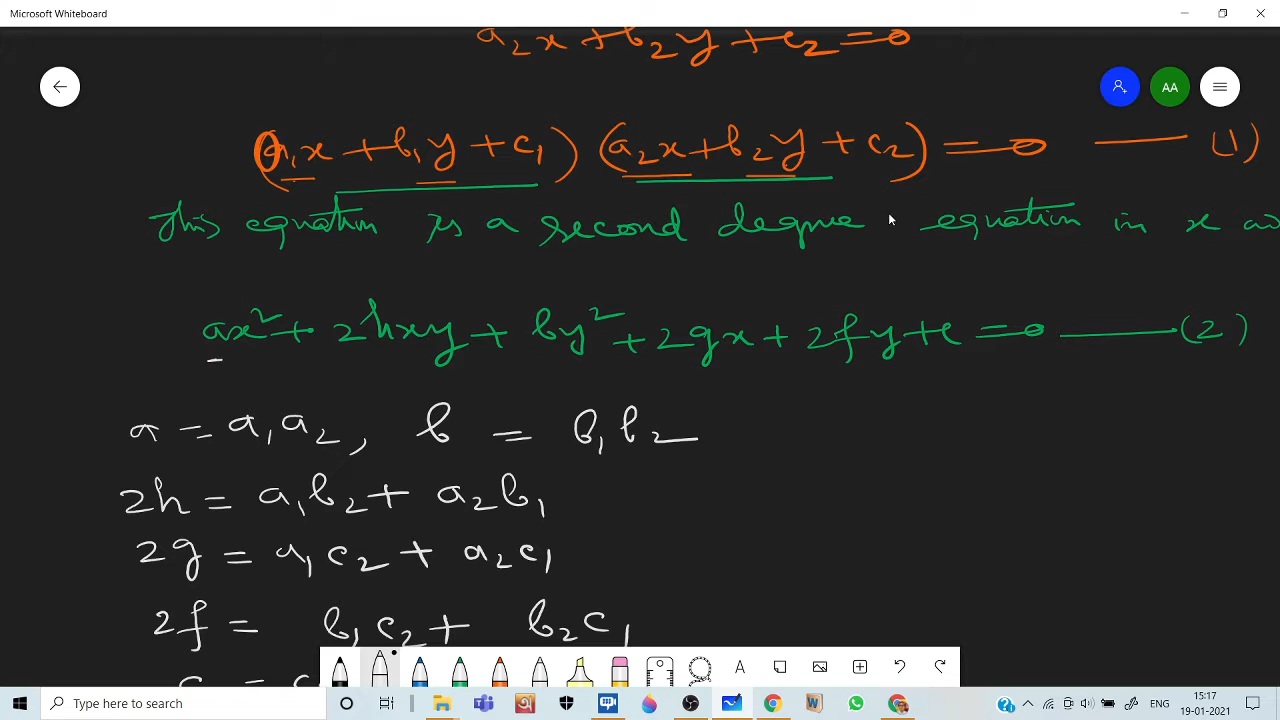 Microsoft Whiteboard
a₂x + b₂y + c₂ = 0
(a₁x + b₁y + c₁) (a₂x + b₂y + c₂) = 0 —— (1)
AA
This equation is a second degree equation in x
ax² + 2hxy + by² + 2gx + 2fy + c = 0 —— (2)
a = a₁a₂, b = b₁b₂
2h = a₁b₂ + a₂b₁
2g = a₁c₂ + a₂c₁
2f = b₁c₂ + b₂c₁
A
Type here to search
ENG
15:17
19-01-2021